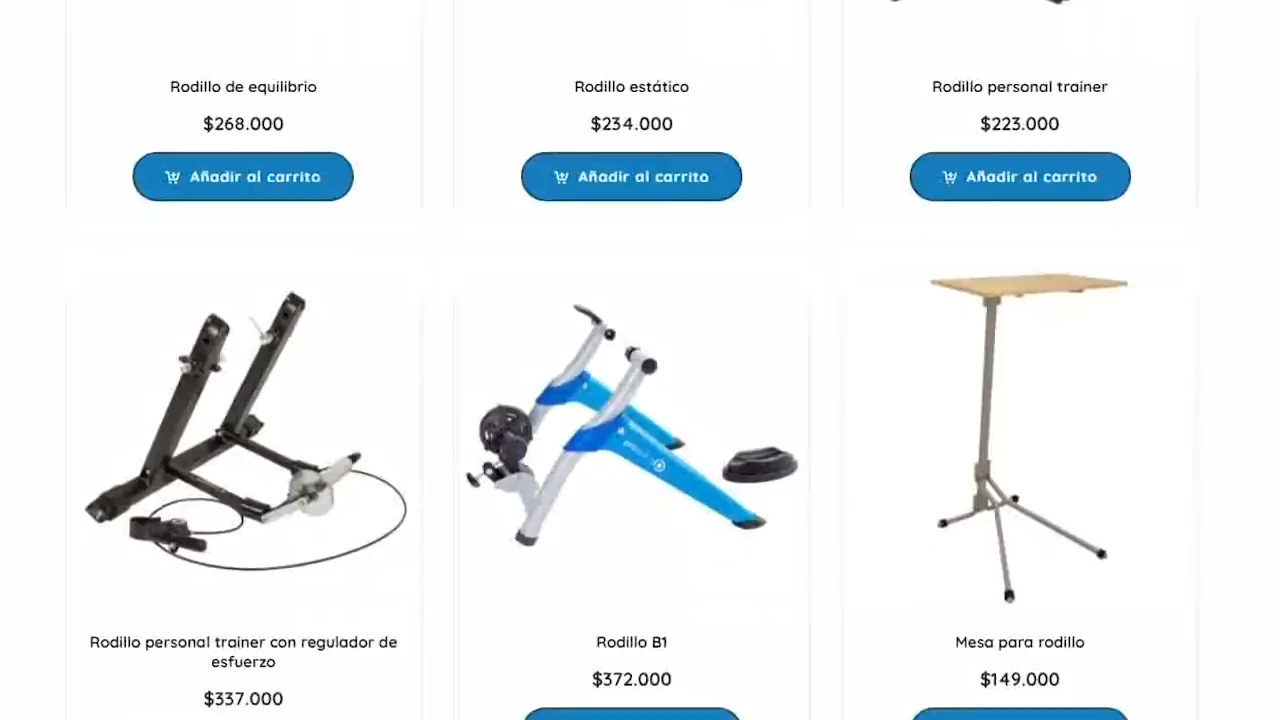 Rodillo de equilibrio
$268.000
Añadir al carrito
Rodillo estático
$234.000
Añadir al carrito
Rodillo personal trainer
$223.000
Añadir al carrito
Rodillo personal trainer con regulador de
esfuerzo
$337.000
Rodillo B1
$372.000
Mesa para rodillo
$149.000